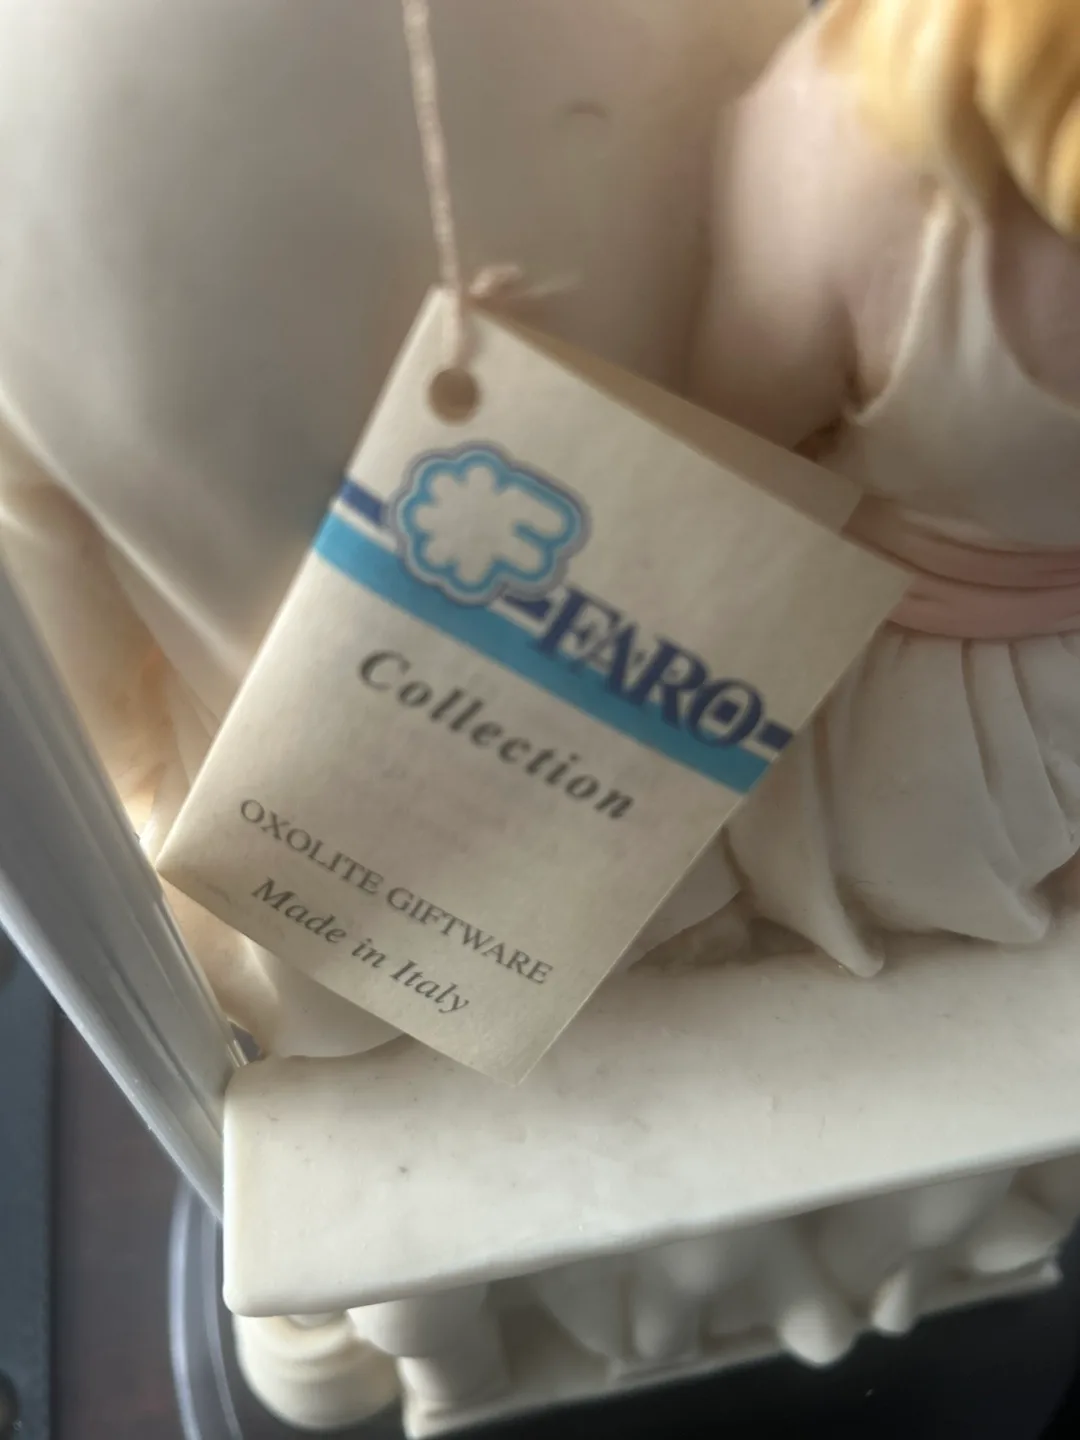 F
FARO
Collection
OXOLITE GIFTWARE
Made in Italy